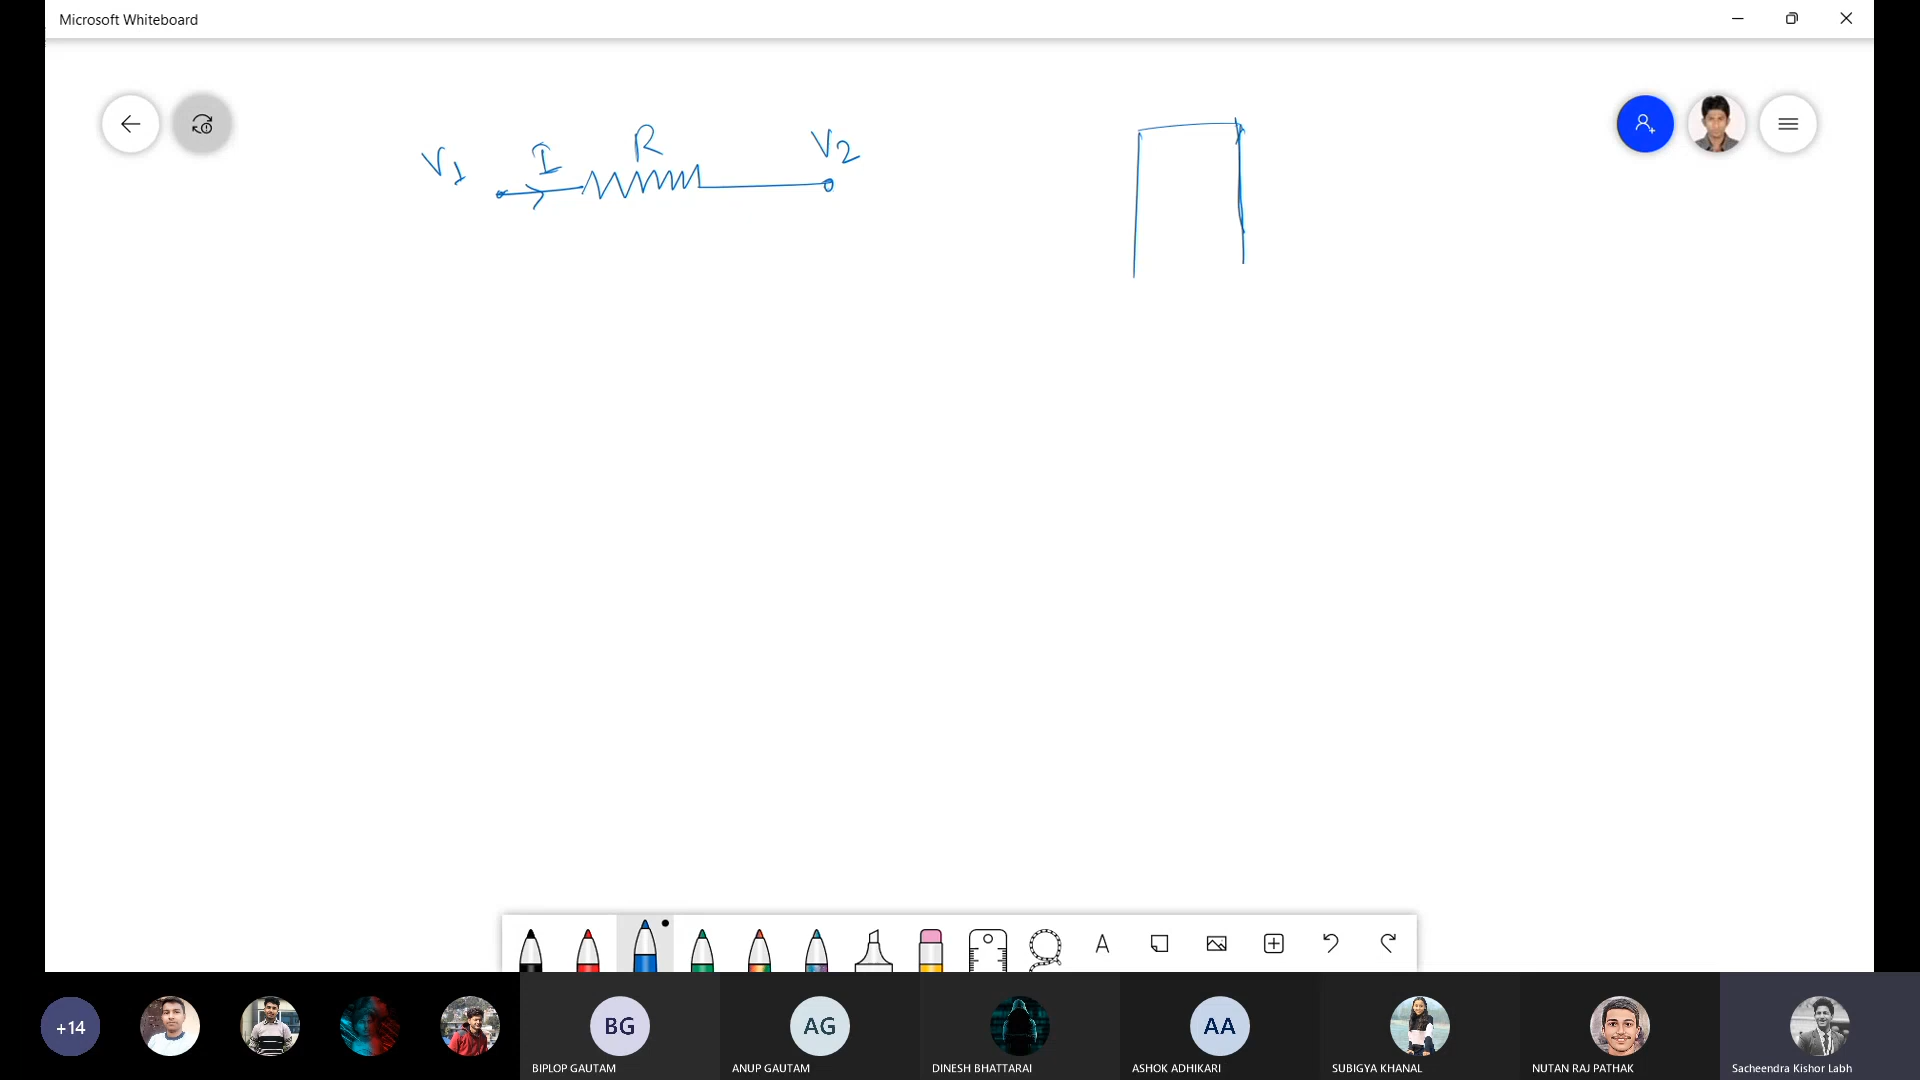 Microsoft Whiteboard
V1 I R V2
A
+14
BG AG AA
BIPLOP GAUTAM ANUP GAUTAM DINESH BHATTARAI ASHOK ADHIKARI SUBIGYA KHANAL NUTAN RAJ PATHAK Sacheendra Kishor Labh